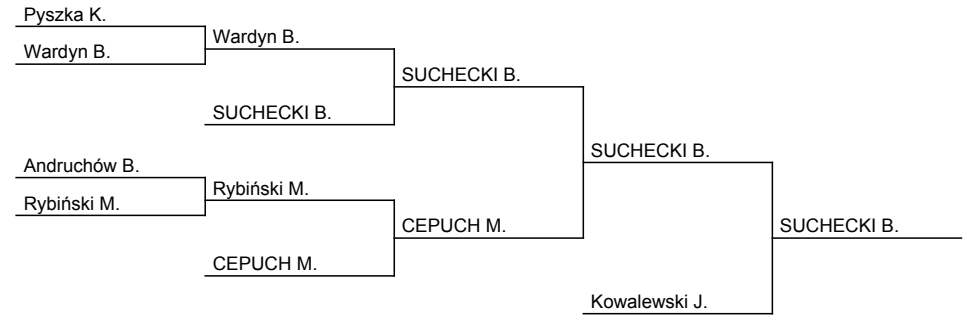 Pyszka K.
Wardyn B.
Wardyn B.
SUCHECKI B.
SUCHECKI B.
Andruchów B.
Rybiński M.
Rybiński M.
CEPUCH M.
CEPUCH M.
SUCHECKI B.
Kowalewski J.
SUCHECKI B.